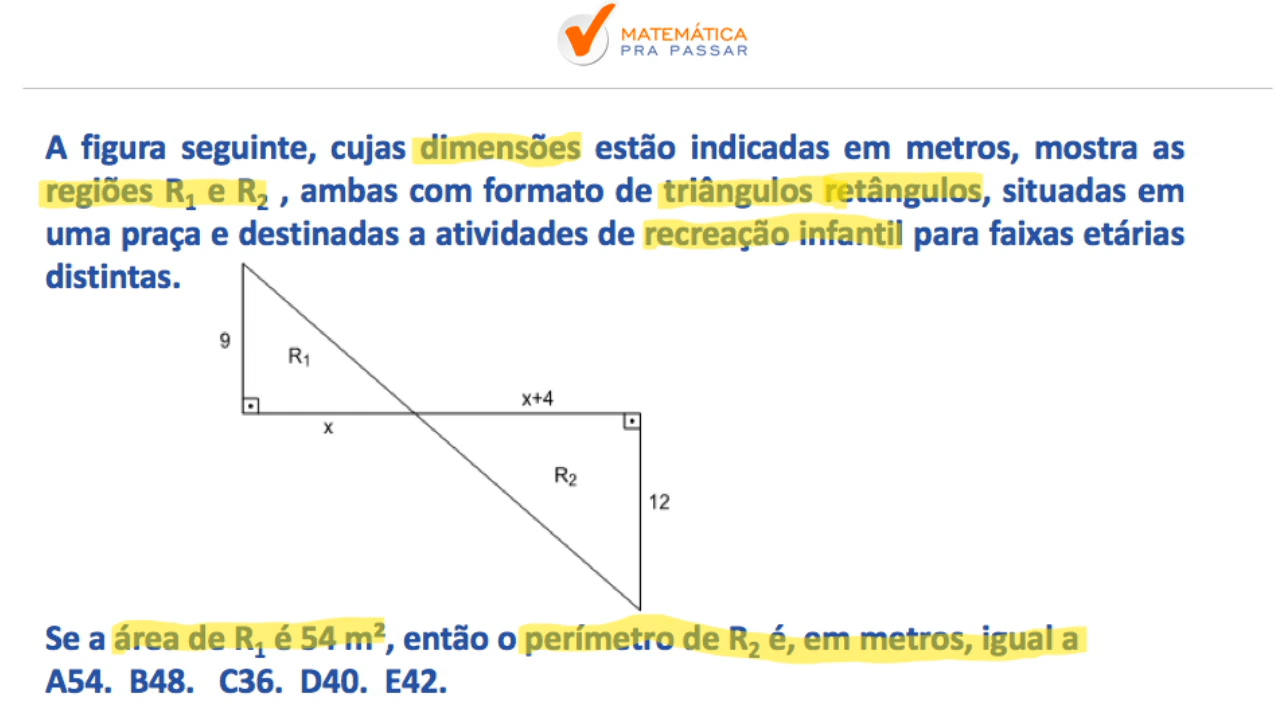 MATEMÁTICA
PRA PASSAR
A figura seguinte, cujas dimensões estão indicadas em metros, mostra as
regiões R₁ e R₂ , ambas com formato de triângulos retângulos, situadas em
uma praça e destinadas a atividades de recreação infantil para faixas etárias
distintas.
9
R₁
x+4
x
R₂
12
Se a área de R₁ é 54 m², então o perímetro de R₂ é, em metros, igual a
A54. B48. C36. D40. E42.